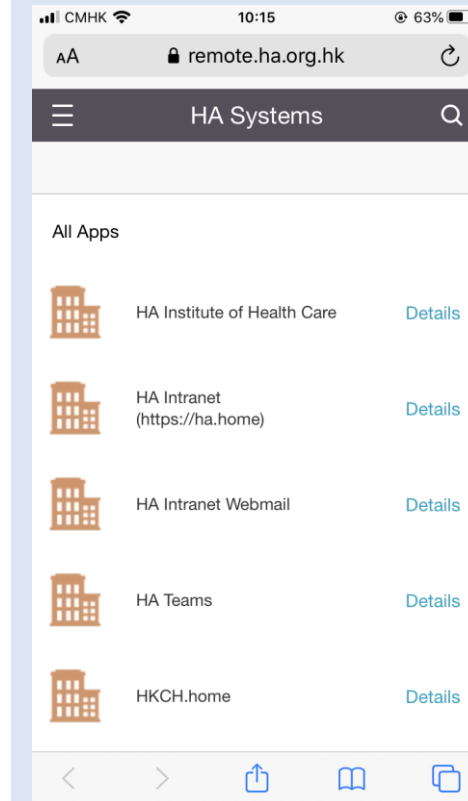 CMHK 10:15 63%
AA remote.ha.org.hk
HA Systems
All Apps
HA Institute of Health Care Details
HA Intranet
(https://ha.home) Details
HA Intranet Webmail Details
HA Teams Details
HKCH.home Details